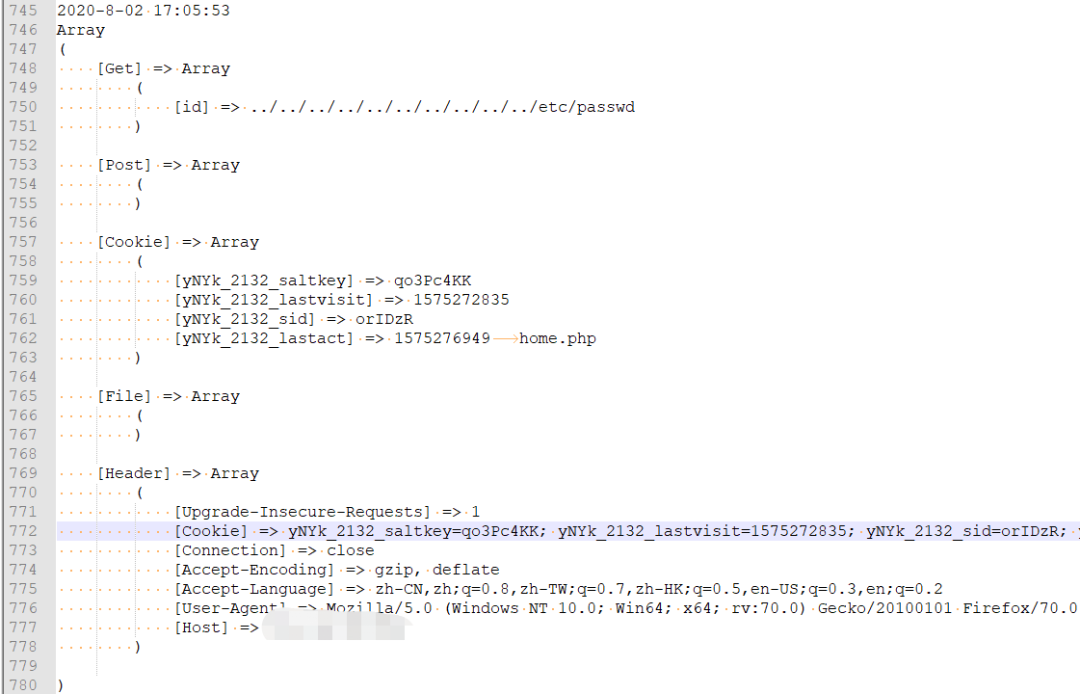 745 2020-8-02 17:05:53
746 Array
747 (
748 [Get] => Array
749 (
750 [id] => ../../../../../../../../../../etc/passwd
751 )
752
753 [Post] => Array
754 (
755 )
756
757 [Cookie] => Array
758 (
759 [yNYk_2132_saltkey] => qo3Pc4KK
760 [yNYk_2132_lastvisit] => 1575272835
761 [yNYk_2132_sid] => orIDzR
762 [yNYk_2132_lastact] => 1575276949 home.php
763 )
764
765 [File] => Array
766 (
767 )
768
769 [Header] => Array
770 (
771 [Upgrade-Insecure-Requests] => 1
772 [Cookie] => yNYk_2132_saltkey=qo3Pc4KK; yNYk_2132_lastvisit=1575272835; yNYk_2132_sid=orIDzR;
773 [Connection] => close
774 [Accept-Encoding] => gzip, deflate
775 [Accept-Language] => zh-CN,zh;q=0.8,zh-TW;q=0.7,zh-HK;q=0.5,en-US;q=0.3,en;q=0.2
776 [User-Agent] => Mozilla/5.0 (Windows NT 10.0; Win64; x64; rv:70.0) Gecko/20100101 Firefox/70.0
777 [Host] =>
778 )
779
780 )